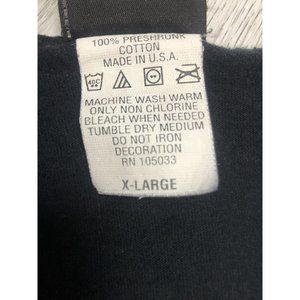 100% PRESHRUNK
COTTON
MADE IN U.S.A.
40C
MACHINE WASH WARM
ONLY NON CHLORINE
BLEACH WHEN NEEDED
TUMBLE DRY MEDIUM
DO NOT IRON
DECORATION
RN 105033
X-LARGE